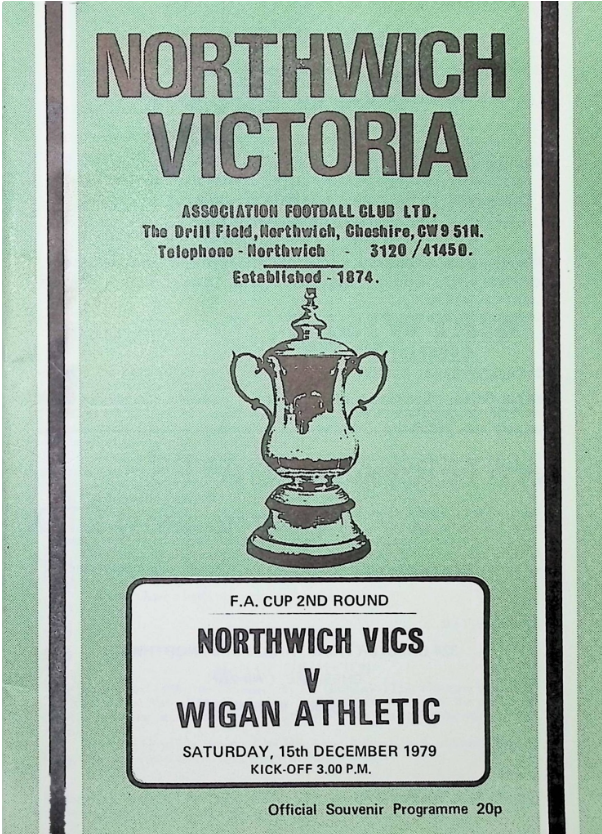 NORTHWICH
VICTORIA
ASSOCIATION FOOTBALL CLUB LTD.
The Drill Field, Northwich, Cheshire, CW9 51N.
Telephone - Northwich - 3120 / 41450.
Established - 1874.
F.A. CUP 2ND ROUND
NORTHWICH VICS
V
WIGAN ATHLETIC
SATURDAY, 15th DECEMBER 1979
KICK-OFF 3.00 P.M.
Official Souvenir Programme 20p